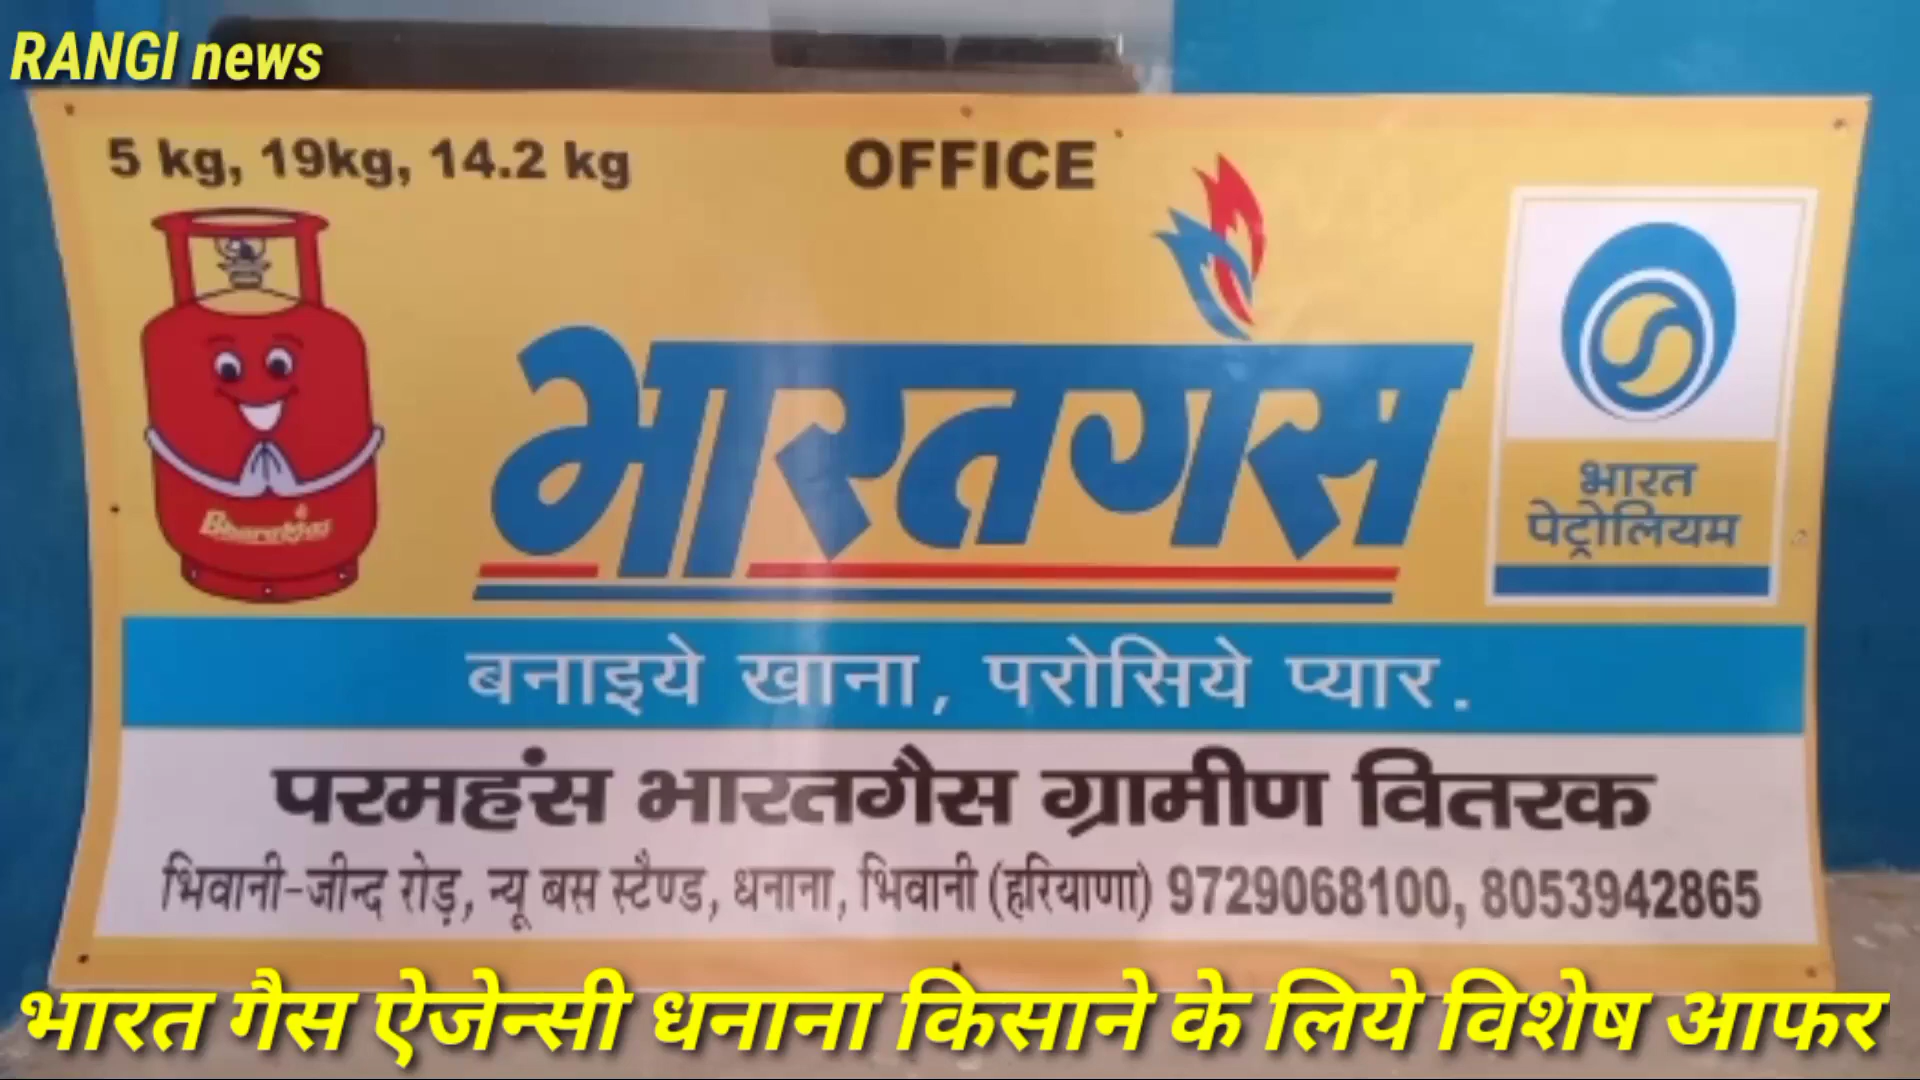 RANGI news
5 kg, 19kg, 14.2 kg
OFFICE
भारतगैस
Bharatgas
भारत
पेट्रोलियम
बनाइये खाना, परोसिये प्यार.
परमहंस भारतगैस ग्रामीण वितरक
भिवानी-जीन्द रोड़, न्यू बस स्टैण्ड, धनाना, भिवानी (हरियाणा) 9729068100, 8053942865
भारत गैस ऐजेन्सी धनाना किसाने के लिये विशेष आफर